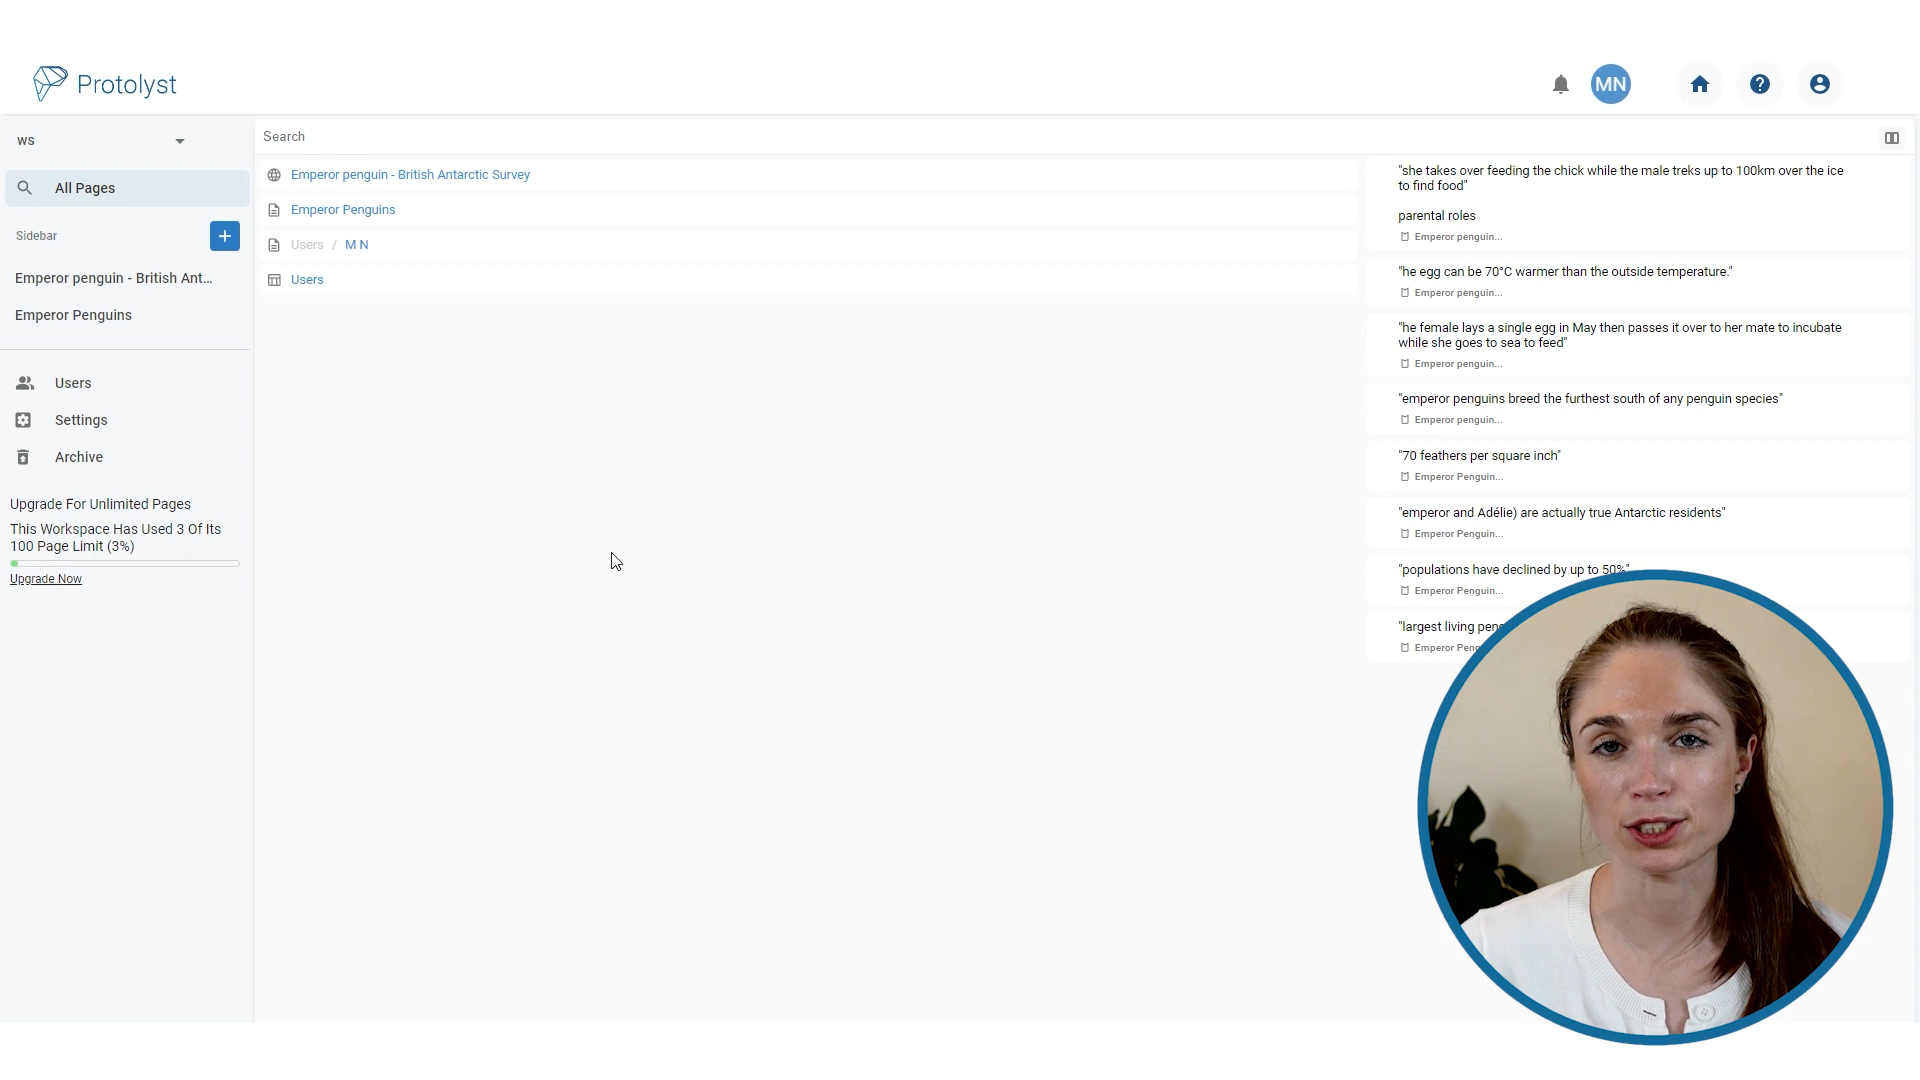 Protolyst
MN
WS
All Pages
Sidebar
Emperor penguin - British Ant...
Emperor Penguins
Users
Settings
Archive
Upgrade For Unlimited Pages
This Workspace Has Used 3 Of Its
100 Page Limit (3%)
Upgrade Now
Search
Emperor penguin - British Antarctic Survey
Emperor Penguins
Users / M N
Users
"she takes over feeding the chick while the male treks up to 100km over the ice
to find food"
parental roles
Emperor penguin...
"he egg can be 70°C warmer than the outside temperature."
Emperor penguin...
"he female lays a single egg in May then passes it over to her mate to incubate
while she goes to sea to feed"
Emperor penguin...
"emperor penguins breed the furthest south of any penguin species"
Emperor penguin...
"70 feathers per square inch"
Emperor Penguin...
"emperor and Adélie) are actually true Antarctic residents"
Emperor Penguin...
"populations have declined by up to 50%"
Emperor Penguin...
"largest living
Emperor